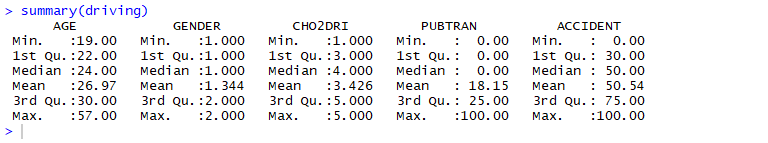 > summary(driving)
      AGE            GENDER          CHO2DRI         PUBTRAN          ACCIDENT     
 Min.   :19.00   Min.   :1.000   Min.   :1.000   Min.   :  0.00   Min.   :  0.00  
 1st Qu.:22.00   1st Qu.:1.000   1st Qu.:3.000   1st Qu.:  0.00   1st Qu.: 30.00  
 Median :24.00   Median :1.000   Median :4.000   Median :  0.00   Median : 50.00  
 Mean   :26.97   Mean   :1.344   Mean   :3.426   Mean   : 18.15   Mean   : 50.54  
 3rd Qu.:30.00   3rd Qu.:2.000   3rd Qu.:5.000   3rd Qu.: 25.00   3rd Qu.: 75.00  
 Max.   :57.00   Max.   :2.000   Max.   :5.000   Max.   :100.00   Max.   :100.00  
>